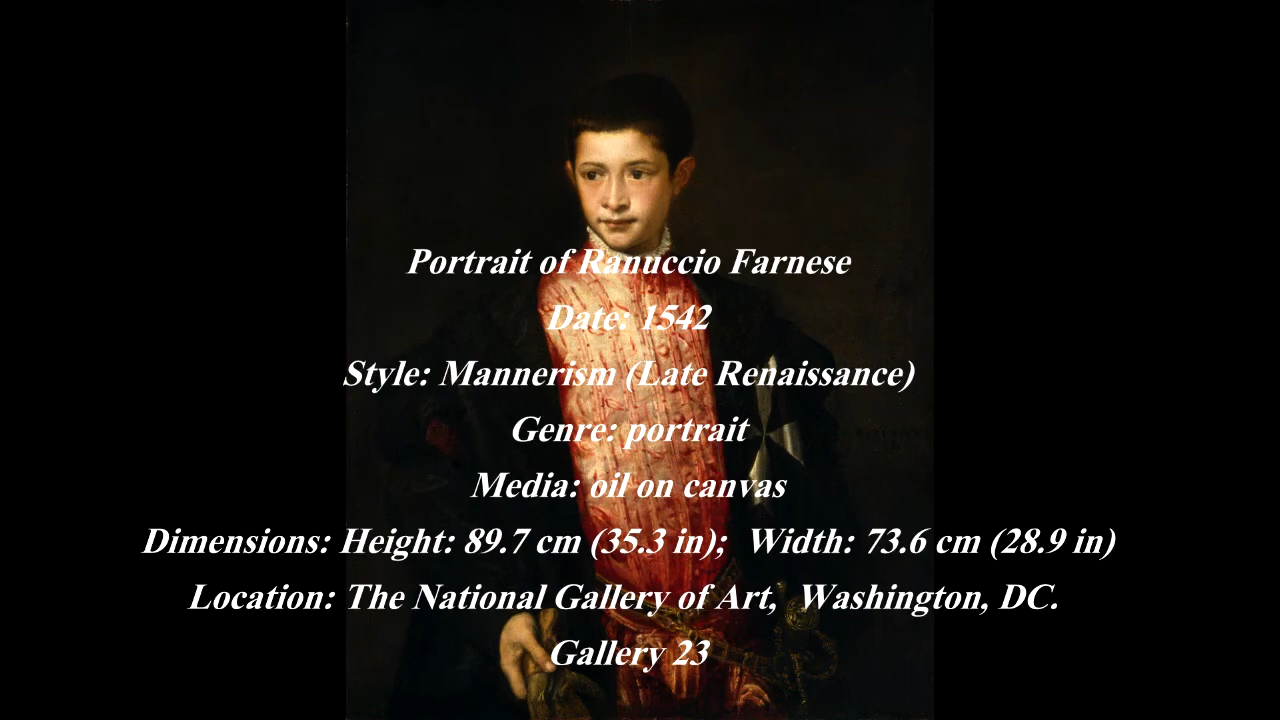 Portrait of Ranuccio Farnese
Date: 1542
Style: Mannerism (Late Renaissance)
Genre: portrait
Media: oil on canvas
Dimensions: Height: 89.7 cm (35.3 in);  Width: 73.6 cm (28.9 in)
Location: The National Gallery of Art,  Washington, DC.
Gallery 23